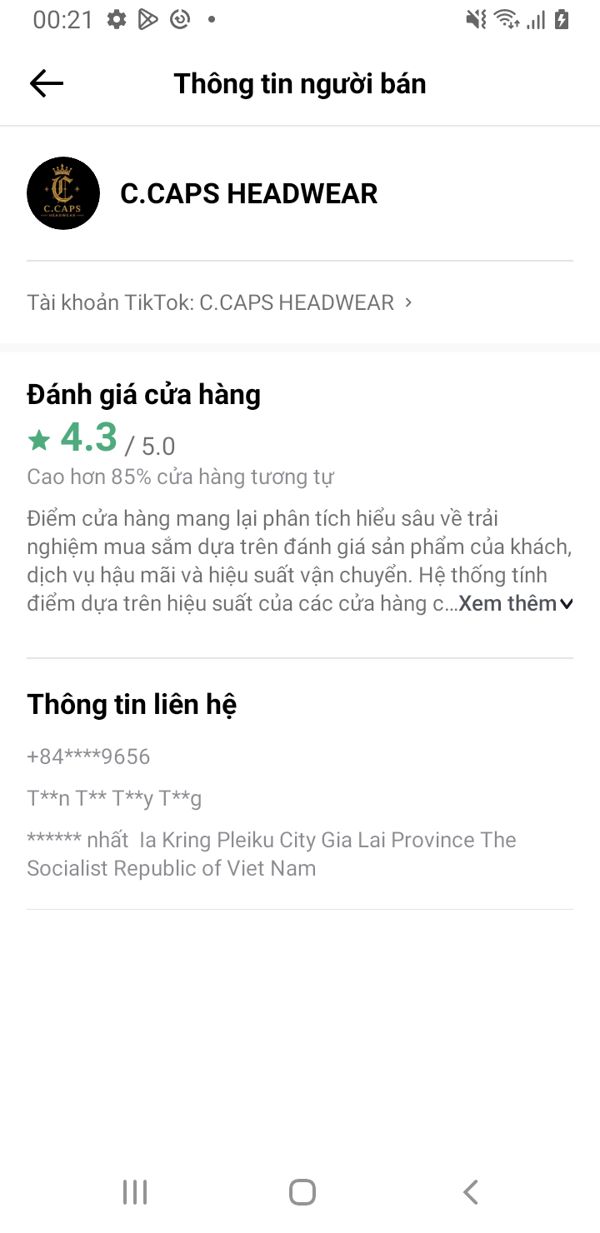 00:21
Thông tin người bán
C.CAPS
HEADWEAR
C.CAPS HEADWEAR
Tài khoản TikTok: C.CAPS HEADWEAR ›
Đánh giá cửa hàng
4.3 / 5.0
Cao hơn 85% cửa hàng tương tự
Điểm cửa hàng mang lại phân tích hiểu sâu về trải
nghiệm mua sắm dựa trên đánh giá sản phẩm của khách,
dịch vụ hậu mãi và hiệu suất vận chuyển. Hệ thống tính
điểm dựa trên hiệu suất của các cửa hàng c...Xem thêm
Thông tin liên hệ
+84****9656
T**n T** T**y T**g
****** nhất Ia Kring Pleiku City Gia Lai Province The
Socialist Republic of Viet Nam